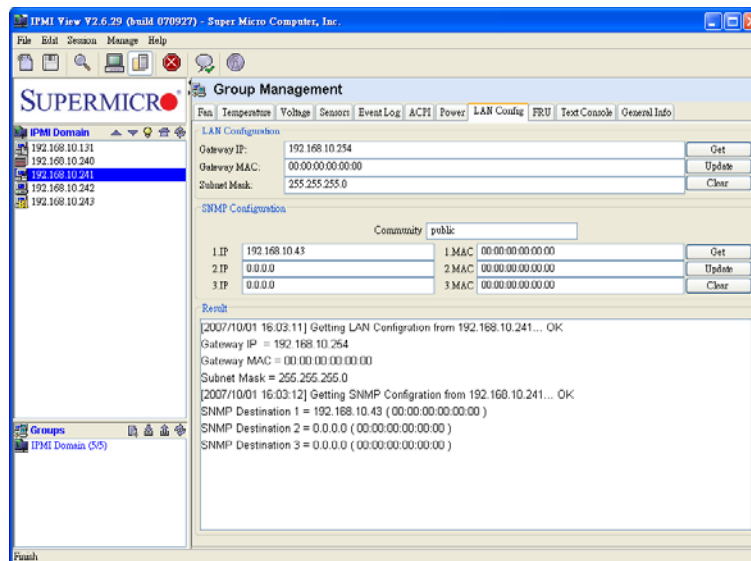 IPMI View V2.6.29 (build 070927) - Super Micro Computer, Inc.
File Edit Session Manage Help
SUPERMICR
Group Management
Fan Temperature Voltage Sensors Event Log ACPI Power LAN Config FRU Text Console General Info
IPMI Domain
192.168.10.131
192.168.10.240
192.168.10.241
192.168.10.242
192.168.10.243
LAN Configuration
Gateway IP: 192.168.10.254 Get
Gateway MAC: 00:00:00:00:00:00 Update
Subnet Mask: 255.255.255.0 Clear
SNMP Configuration
Community public
1.IP 192.168.10.43 1.MAC 00:00:00:00:00:00 Get
2.IP 0.0.0.0 2.MAC 00:00:00:00:00:00 Update
3.IP 0.0.0.0 3.MAC 00:00:00:00:00:00 Clear
Result
[2007/10/01 16:03:11] Getting LAN Configration from 192.168.10.241... OK
Gateway IP = 192.168.10.254
Gateway MAC = 00:00:00:00:00:00
Subnet Mask = 255.255.255.0
[2007/10/01 16:03:12] Getting SNMP Configration from 192.168.10.241... OK
SNMP Destination 1 = 192.168.10.43 ( 00:00:00:00:00:00 )
SNMP Destination 2 = 0.0.0.0 ( 00:00:00:00:00:00 )
SNMP Destination 3 = 0.0.0.0 ( 00:00:00:00:00:00 )
Groups
IPMI Domain (5/5)
Finish